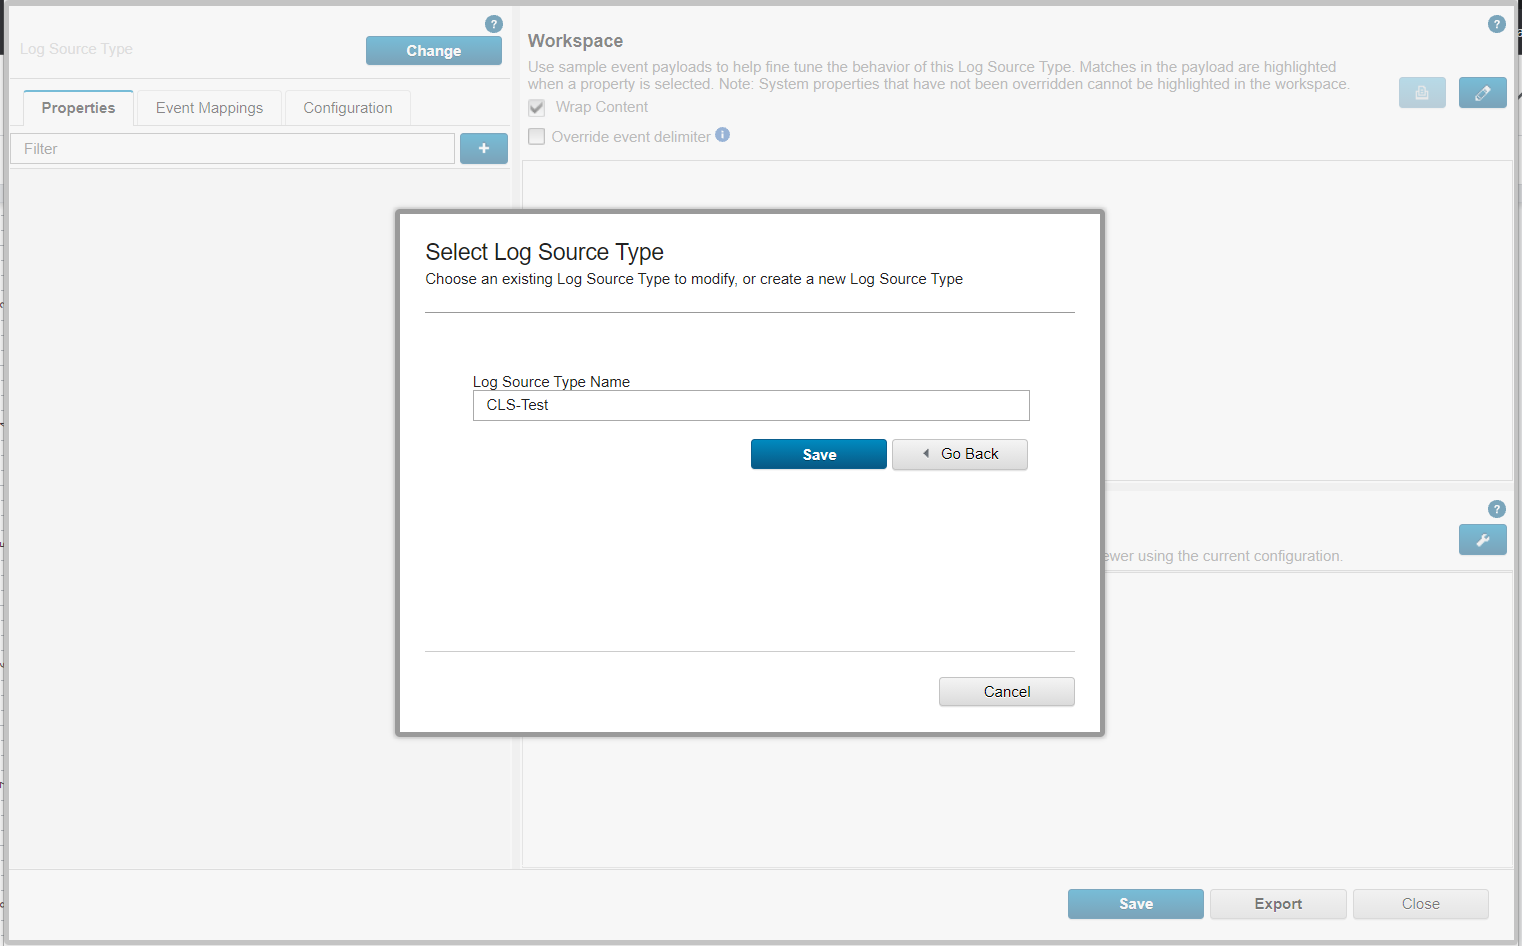 Log Source Type
?
Change
Properties
Event Mappings
Configuration
Filter
+
Workspace
?
Use sample event payloads to help fine tune the behavior of this Log Source Type. Matches in the payload are highlighted
when a property is selected. Note: System properties that have not been overridden cannot be highlighted in the workspace.
Wrap Content
Override event delimiter
i
Select Log Source Type
Choose an existing Log Source Type to modify, or create a new Log Source Type
Log Source Type Name
CLS-Test
Save
Go Back
Cancel
?
ewer using the current configuration.
Save
Export
Close